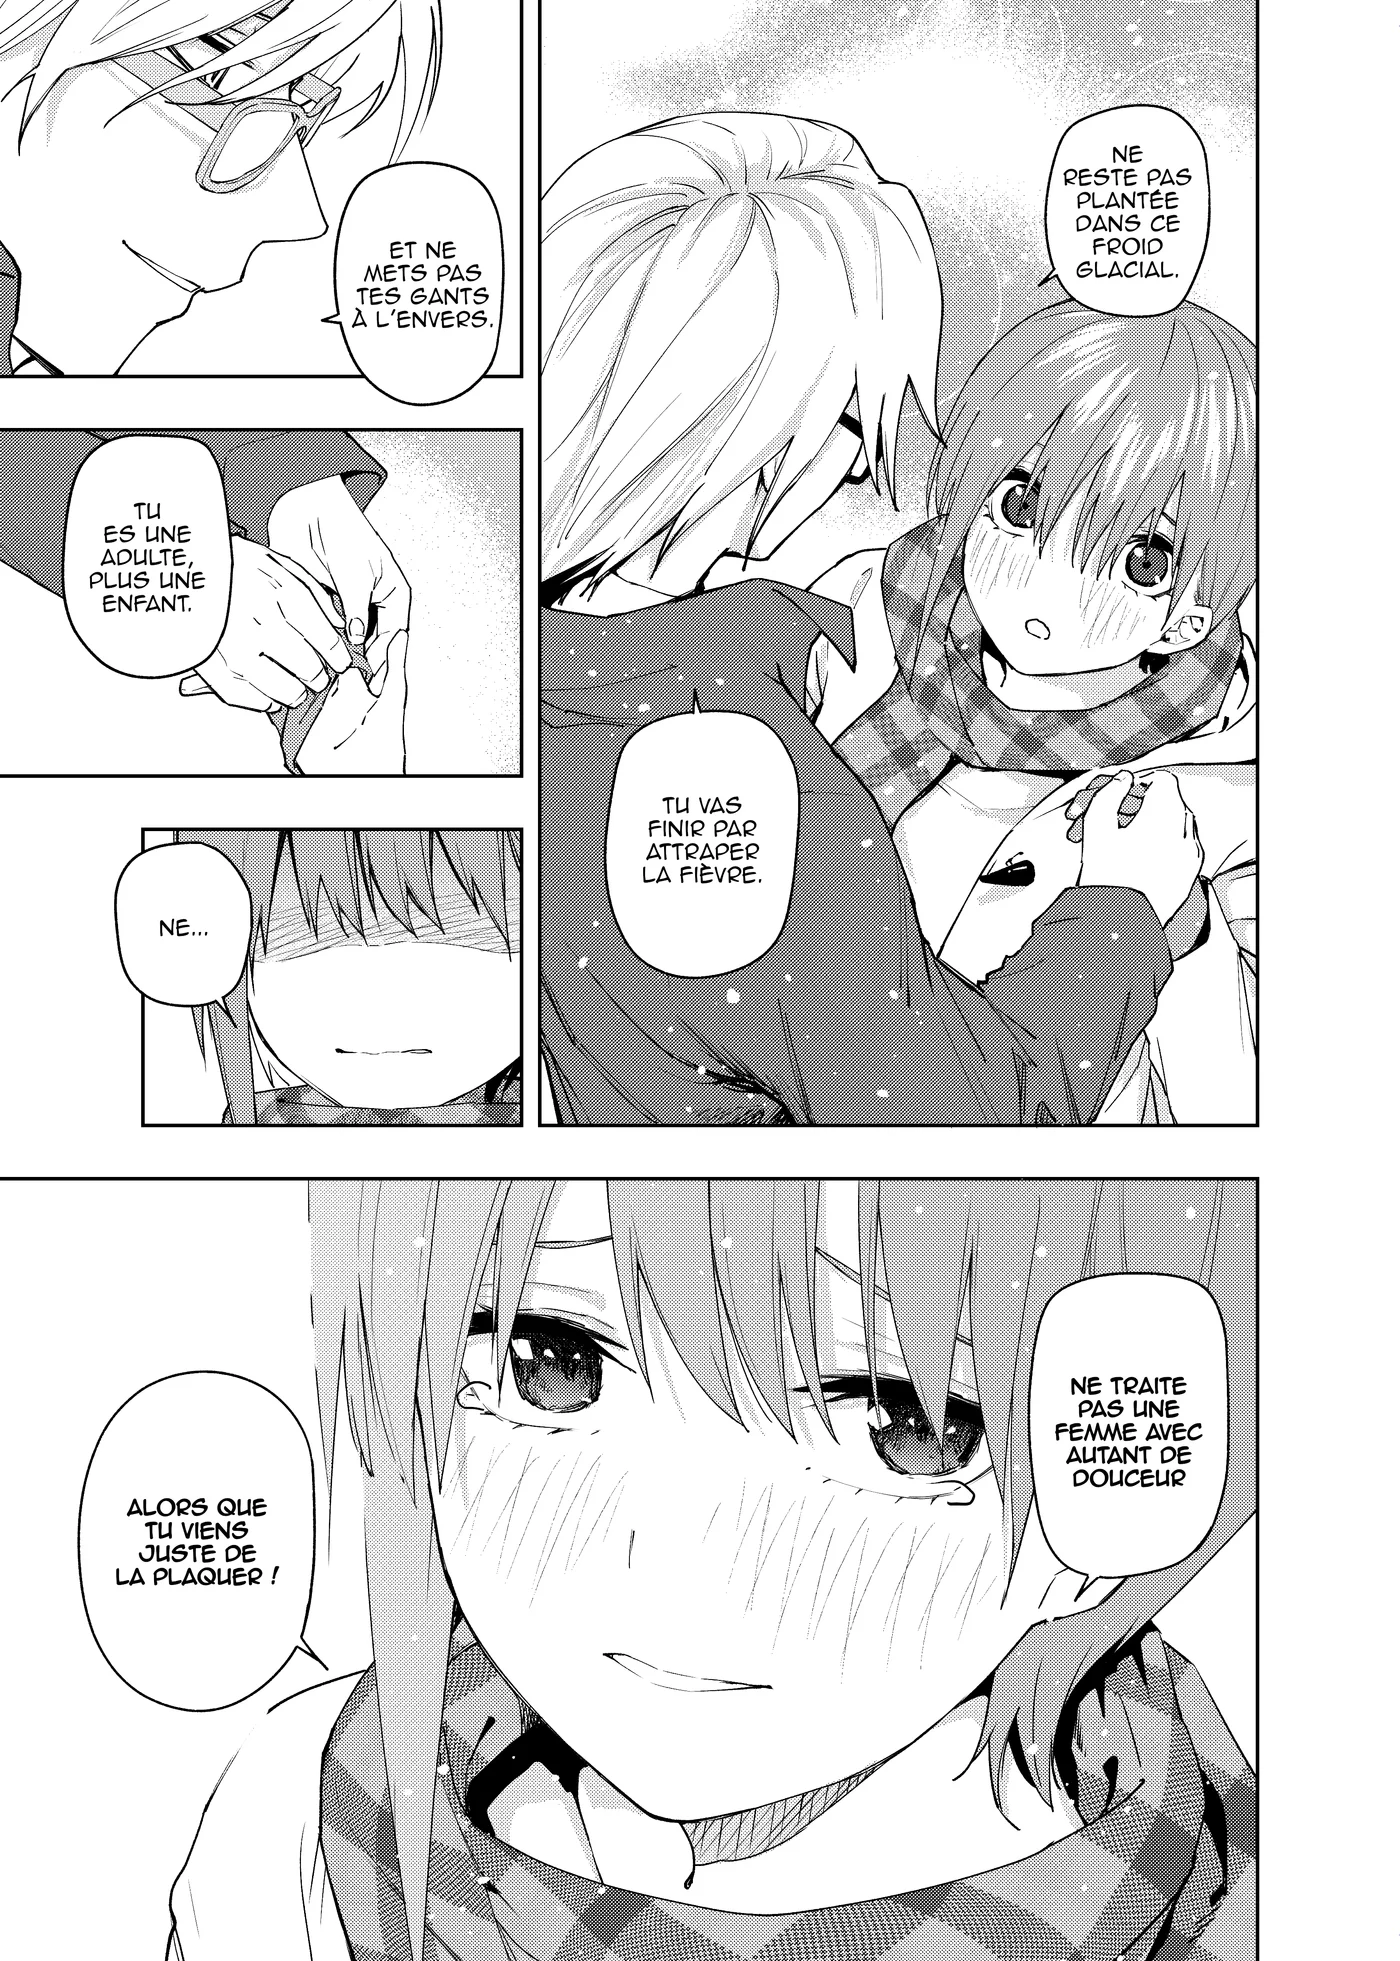 NE
RESTE PAS
PLANTÉE
DANS CE
FROID
GLACIAL.
TU VAS
FINIR PAR
ATTRAPER
LA FIÈVRE.
ET NE
METS PAS
TES GANTS
À L'ENVERS.
TU
ES UNE
ADULTE,
PLUS UNE
ENFANT.
NE...
NE TRAITE
PAS UNE
FEMME AVEC
AUTANT DE
DOUCEUR
ALORS QUE
TU VIENS
JUSTE DE
LA PLAQUER !